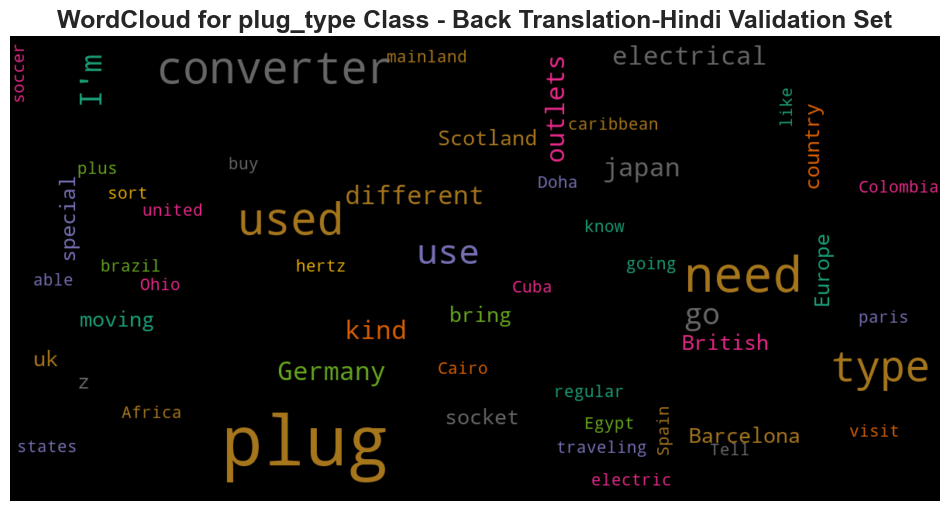 WordCloud for plug_type Class - Back Translation-Hindi Validation Set
soccer
I'm
converter
mainland
outlets
electrical
like
country
caribbean
Scotland
japan
plus
buy
Doha
Colombia
special
sort
united
different
used
know
use
brazil
hertz
going
Europe
able
Ohio
Cuba
need
moving
kind
bring
go
paris
British
uk
z
Germany
Cairo
type
regular
Africa
plug
socket
Egypt
Spain
Barcelona
visit
states
traveling
Tell
electric